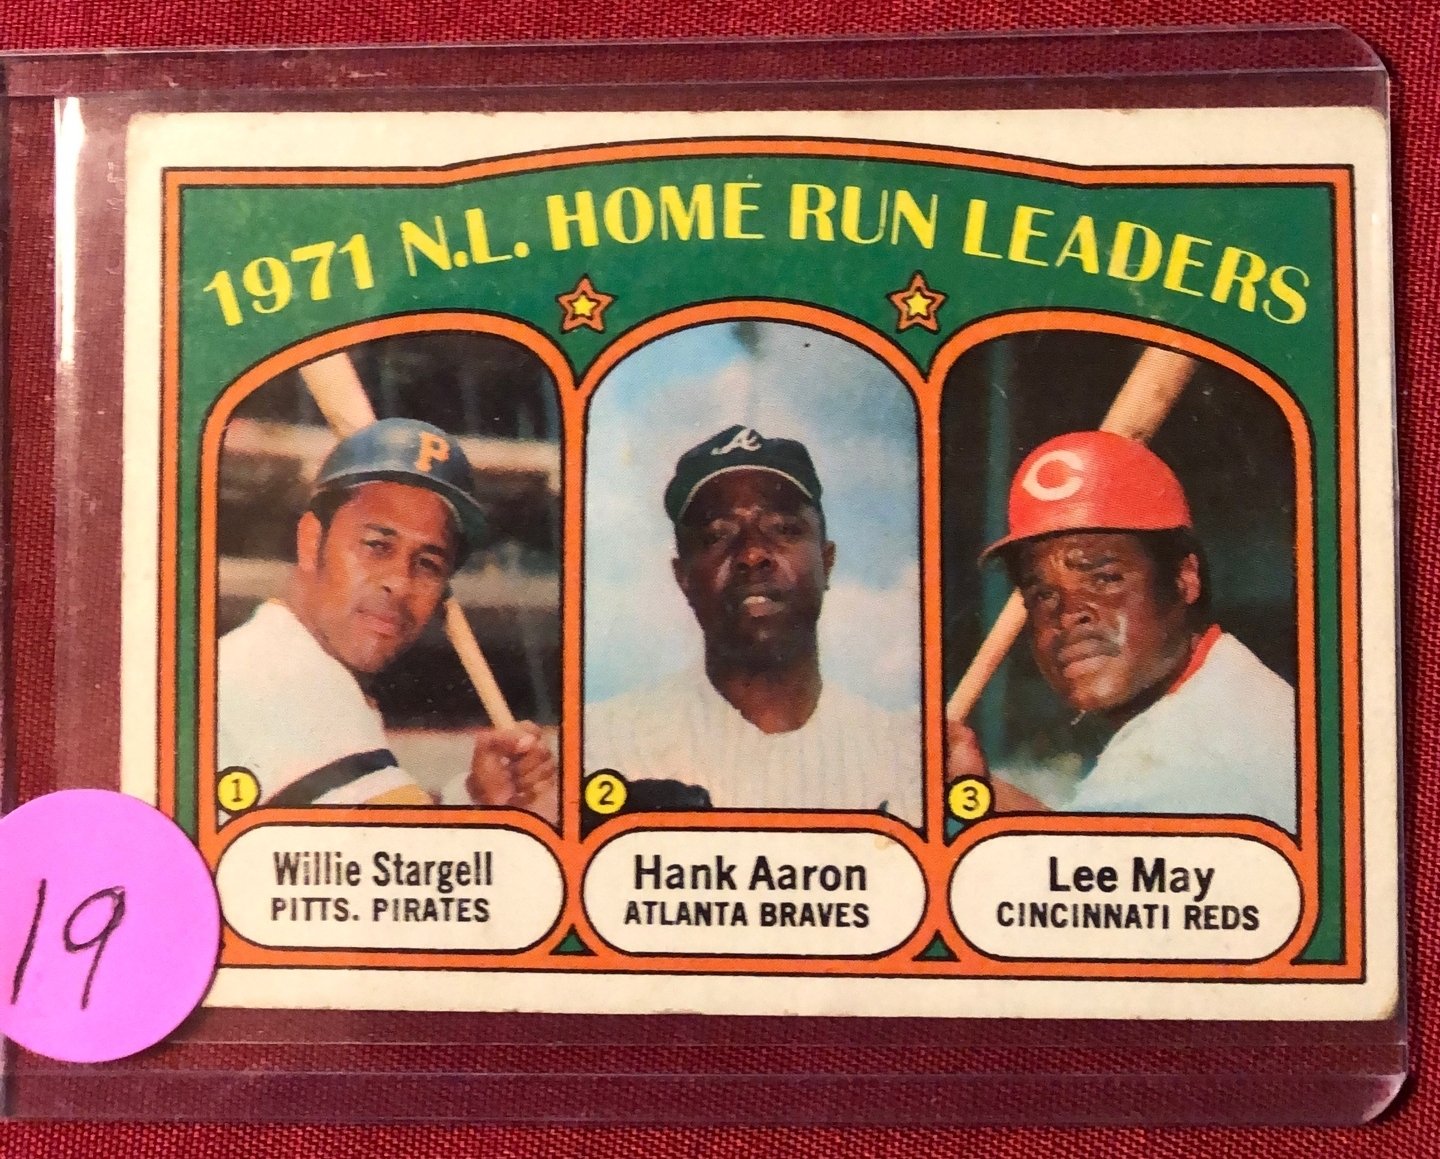 1971 N.L. HOME RUN LEADERS
P
A
C
1
2
3
Willie Stargell
PITTS. PIRATES
Hank Aaron
ATLANTA BRAVES
Lee May
CINCINNATI REDS
19